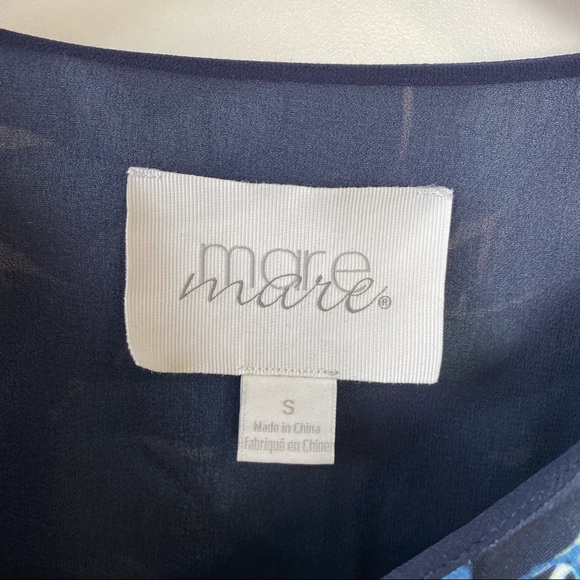 mare
mare®
S
Made in China
Fabriqué en Chine